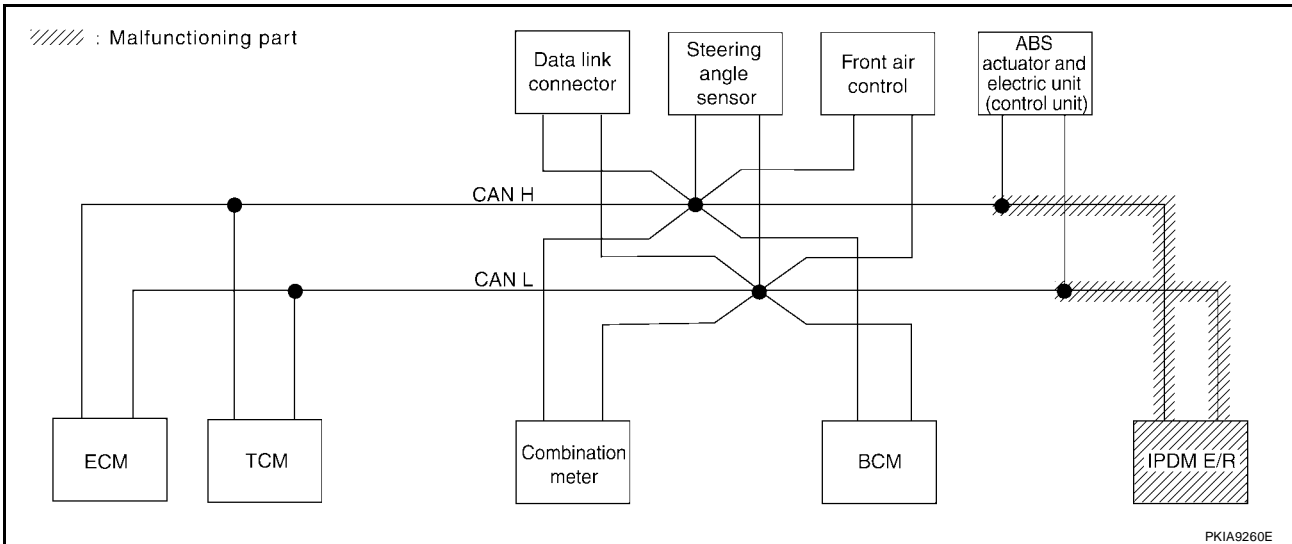 : Malfunctioning part
Data link
connector
Steering
angle
sensor
Front air
control
ABS
actuator and
electric unit
(control unit)
CAN H
CAN L
ECM
TCM
Combination
meter
BCM
IPDM E/R
PKIA9260E